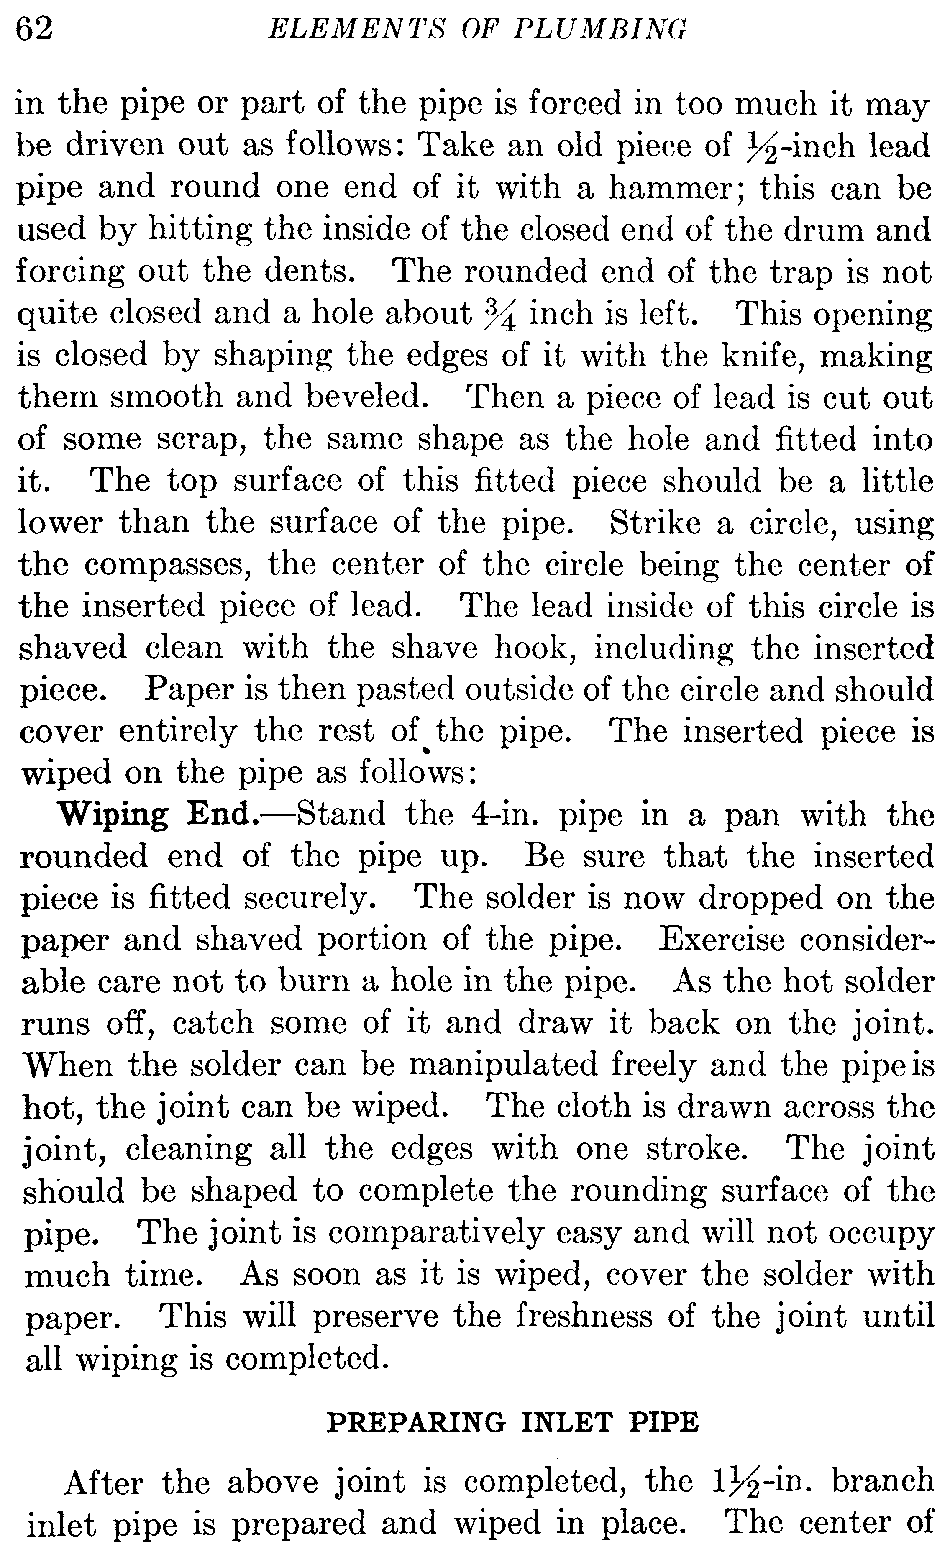 62 ELEMENTS OF PLUMBING
in the pipe or part of the pipe is forced in too much it may
be driven out as follows: Take an old piece of ½-inch lead
pipe and round one end of it with a hammer; this can be
used by hitting the inside of the closed end of the drum and
forcing out the dents. The rounded end of the trap is not
quite closed and a hole about ¾ inch is left. This opening
is closed by shaping the edges of it with the knife, making
them smooth and beveled. Then a piece of lead is cut out
of some scrap, the same shape as the hole and fitted into
it. The top surface of this fitted piece should be a little
lower than the surface of the pipe. Strike a circle, using
the compasses, the center of the circle being the center of
the inserted piece of lead. The lead inside of this circle is
shaved clean with the shave hook, including the inserted
piece. Paper is then pasted outside of the circle and should
cover entirely the rest of the pipe. The inserted piece is
wiped on the pipe as follows:
Wiping End.—Stand the 4-in. pipe in a pan with the
rounded end of the pipe up. Be sure that the inserted
piece is fitted securely. The solder is now dropped on the
paper and shaved portion of the pipe. Exercise consider-
able care not to burn a hole in the pipe. As the hot solder
runs off, catch some of it and draw it back on the joint.
When the solder can be manipulated freely and the pipe is
hot, the joint can be wiped. The cloth is drawn across the
joint, cleaning all the edges with one stroke. The joint
should be shaped to complete the rounding surface of the
pipe. The joint is comparatively easy and will not occupy
much time. As soon as it is wiped, cover the solder with
paper. This will preserve the freshness of the joint until
all wiping is completed.
PREPARING INLET PIPE
After the above joint is completed, the 1½-in. branch
inlet pipe is prepared and wiped in place. The center of